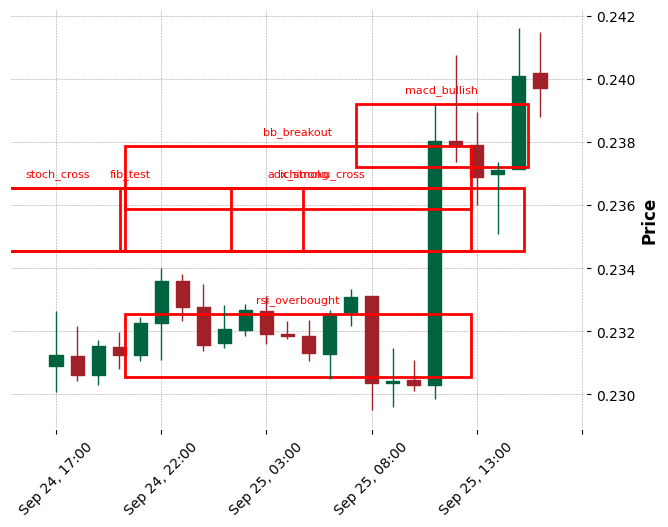 0.242
0.240
macd_bullish
bb_breakout
0.238
stoch_cross
fib_test
adx_strong
ichimoku_cross
0.236
Price
0.234
rsi_overbought
0.232
0.230
Sep 24, 17:00
Sep 24, 22:00
Sep 25, 03:00
Sep 25, 08:00
Sep 25, 13:00